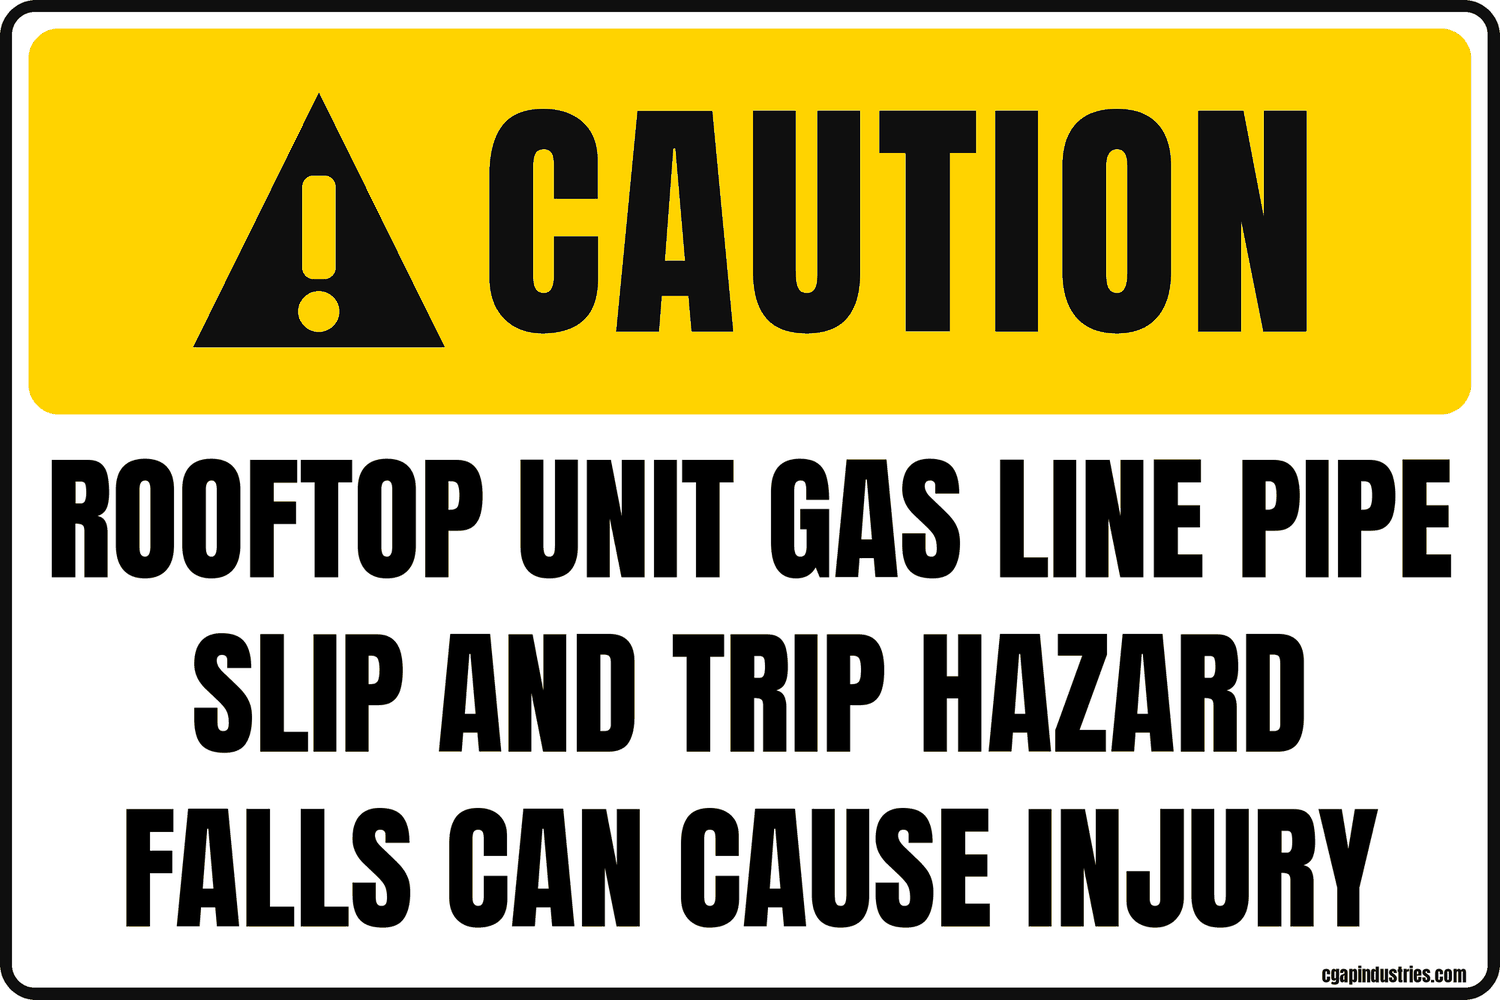 CAUTION
ROOFTOP UNIT GAS LINE PIPE
SLIP AND TRIP HAZARD
FALLS CAN CAUSE INJURY
cgapindustries.com